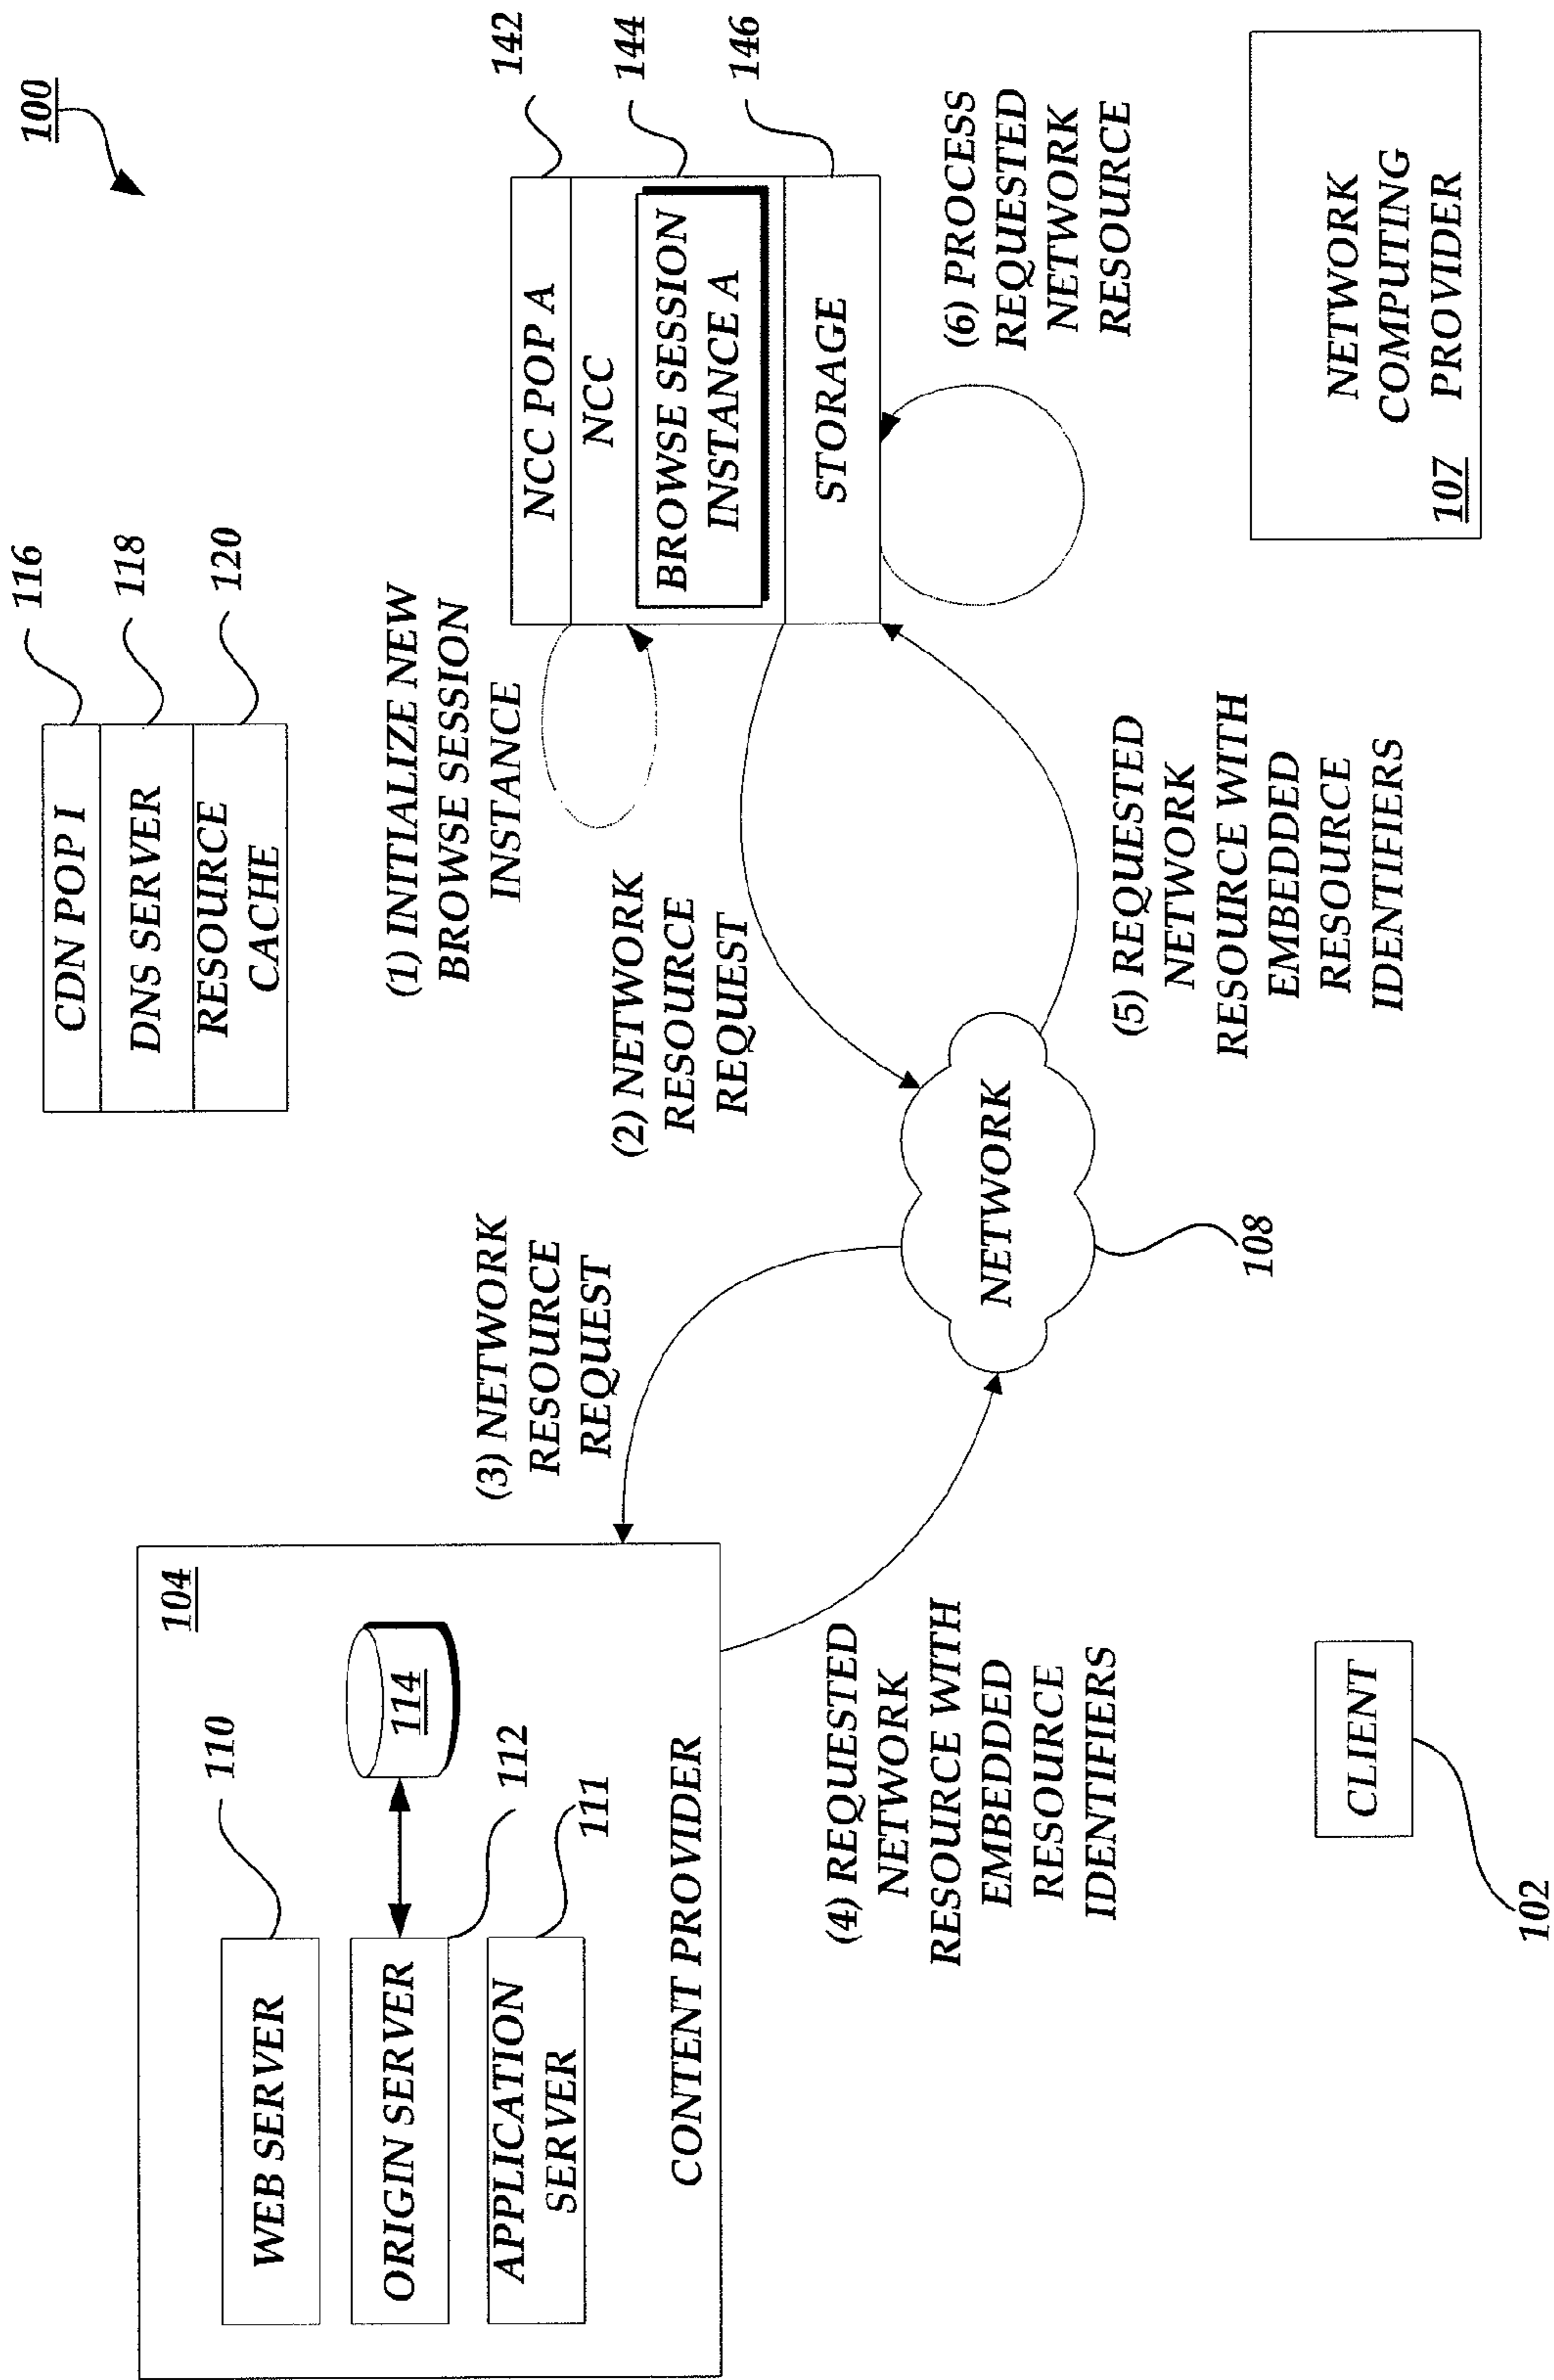 100
116
118
120
CDN POP I
DNS SERVER
RESOURCE
CACHE
104
110
WEB SERVER
114
ORIGIN SERVER
112
APPLICATION
SERVER
111
CONTENT PROVIDER
(1) INITIALIZE NEW
BROWSE SESSION
INSTANCE
142
144
146
NCC POP A
NCC
BROWSE SESSION
INSTANCE A
STORAGE
(2) NETWORK
RESOURCE
REQUEST
(3) NETWORK
RESOURCE
REQUEST
(4) REQUESTED
NETWORK
RESOURCE WITH
EMBEDDED
RESOURCE
IDENTIFIERS
NETWORK
108
(5) REQUESTED
NETWORK
RESOURCE WITH
EMBEDDED
RESOURCE
IDENTIFIERS
(6) PROCESS
REQUESTED
NETWORK
RESOURCE
CLIENT
102
NETWORK
COMPUTING
PROVIDER
107